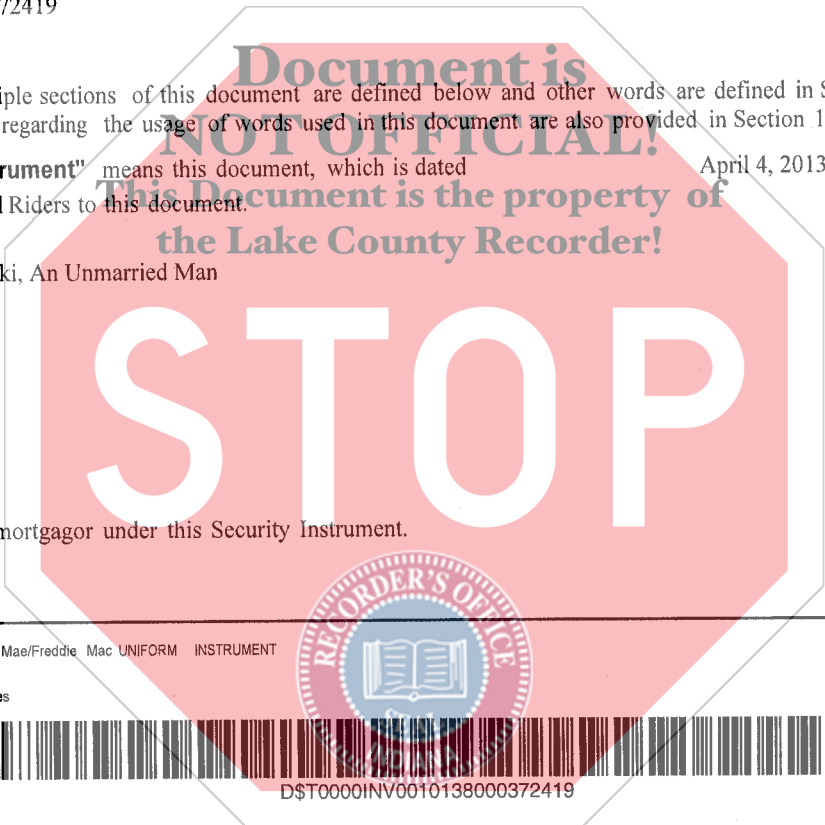 72419
Document is
iple sections of this document are defined below and other words are defined in S
regarding the usage of words used in this document are also provided in Section 1
NOT OFFICIAL!
rument" means this document, which is dated April 4, 2013
This Document is the property of
l Riders to this document.
the Lake County Recorder!
ki, An Unmarried Man
STOP
mortgagor under this Security Instrument.
RECORDER'S OFFICE
Mae/Freddie Mac UNIFORM INSTRUMENT
es
SEAL
INDIANA
D$T0000INV0010138000372419